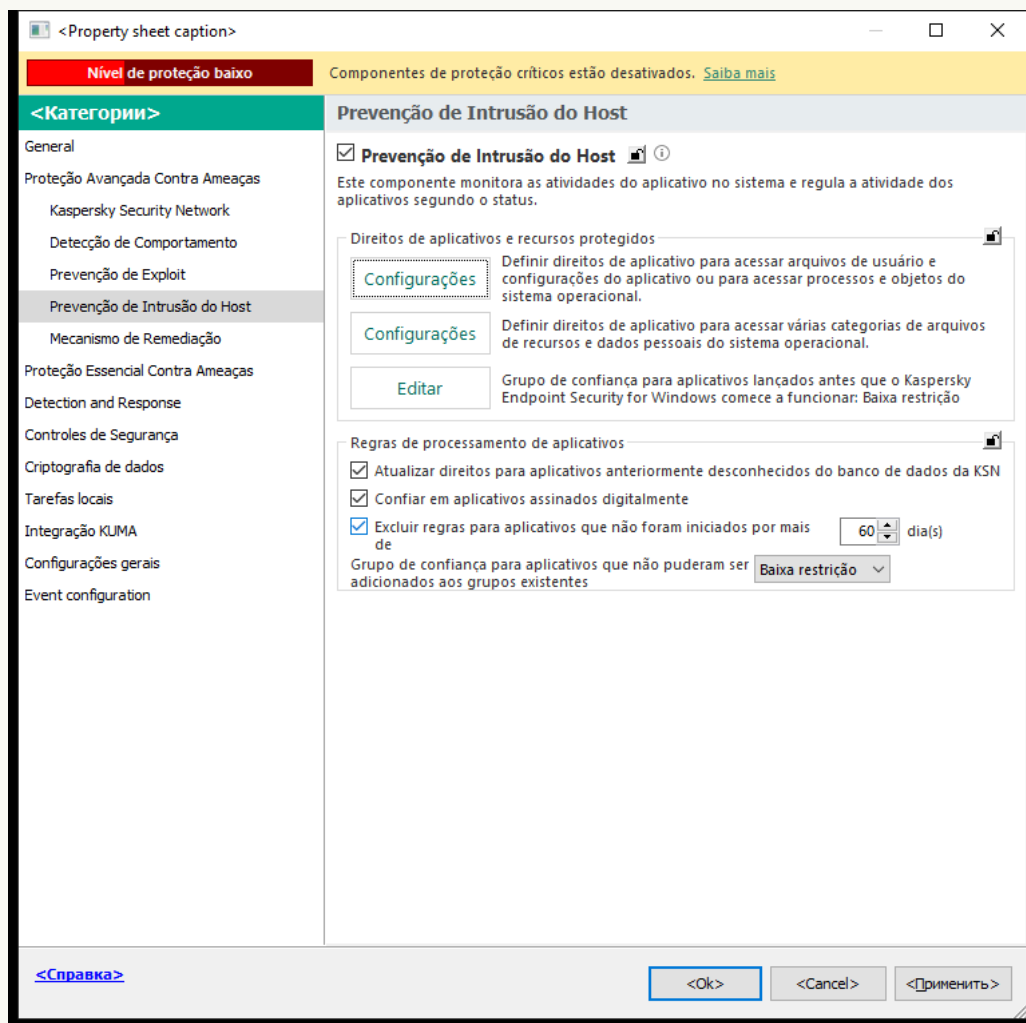 <Property sheet caption>
Nível de proteção baixo
Componentes de proteção críticos estão desativados. Saiba mais
<Категории>
General
Proteção Avançada Contra Ameaças
Kaspersky Security Network
Detecção de Comportamento
Prevenção de Exploit
Prevenção de Intrusão do Host
Mecanismo de Remediação
Proteção Essencial Contra Ameaças
Detection and Response
Controles de Segurança
Criptografia de dados
Tarefas locais
Integração KUMA
Configurações gerais
Event configuration
Prevenção de Intrusão do Host
Prevenção de Intrusão do Host
Este componente monitora as atividades do aplicativo no sistema e regula a atividade dos
aplicativos segundo o status.
Direitos de aplicativos e recursos protegidos
Configurações
Definir direitos de aplicativo para acessar arquivos de usuário e
configurações do aplicativo ou para acessar processos e objetos do
sistema operacional.
Configurações
Definir direitos de aplicativo para acessar várias categorias de arquivos
de recursos e dados pessoais do sistema operacional.
Editar
Grupo de confiança para aplicativos lançados antes que o Kaspersky
Endpoint Security for Windows comece a funcionar: Baixa restrição
Regras de processamento de aplicativos
Atualizar direitos para aplicativos anteriormente desconhecidos do banco de dados da KSN
Confiar em aplicativos assinados digitalmente
Excluir regras para aplicativos que não foram iniciados por mais
de
60 dia(s)
Grupo de confiança para aplicativos que não puderam ser
adicionados aos grupos existentes
Baixa restrição
<Справка>
<Ok>
<Cancel>
<Применить>